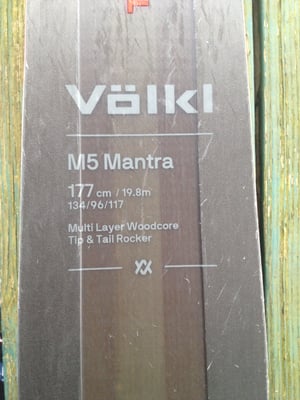 Völkl
M5 Mantra
177 cm / 19.8m
134/96/117
Multi Layer Woodcore
Tip & Tail Rocker